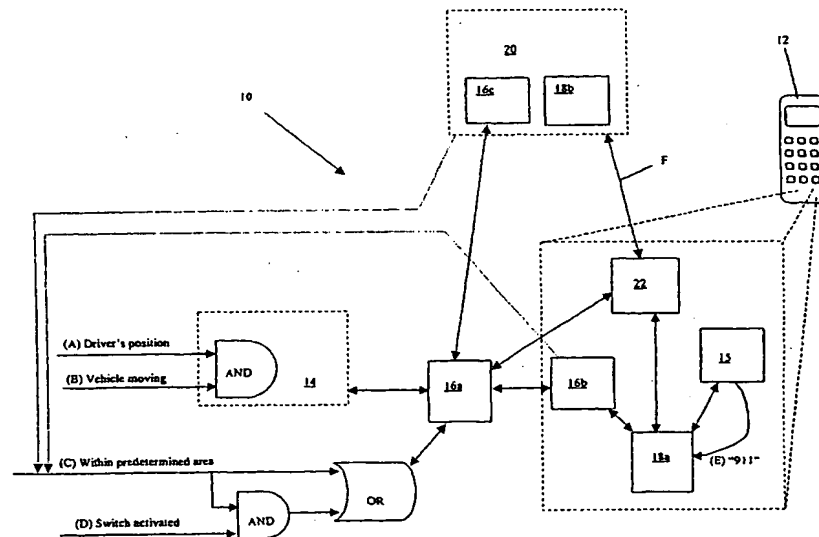 20
12
16c
18b
10
F
22
(A) Driver's position
AND
(B) Vehicle moving
14
15
16a
16b
(C) Within predetermined area
18a
(E) "911"
OR
AND
(D) Switch activated